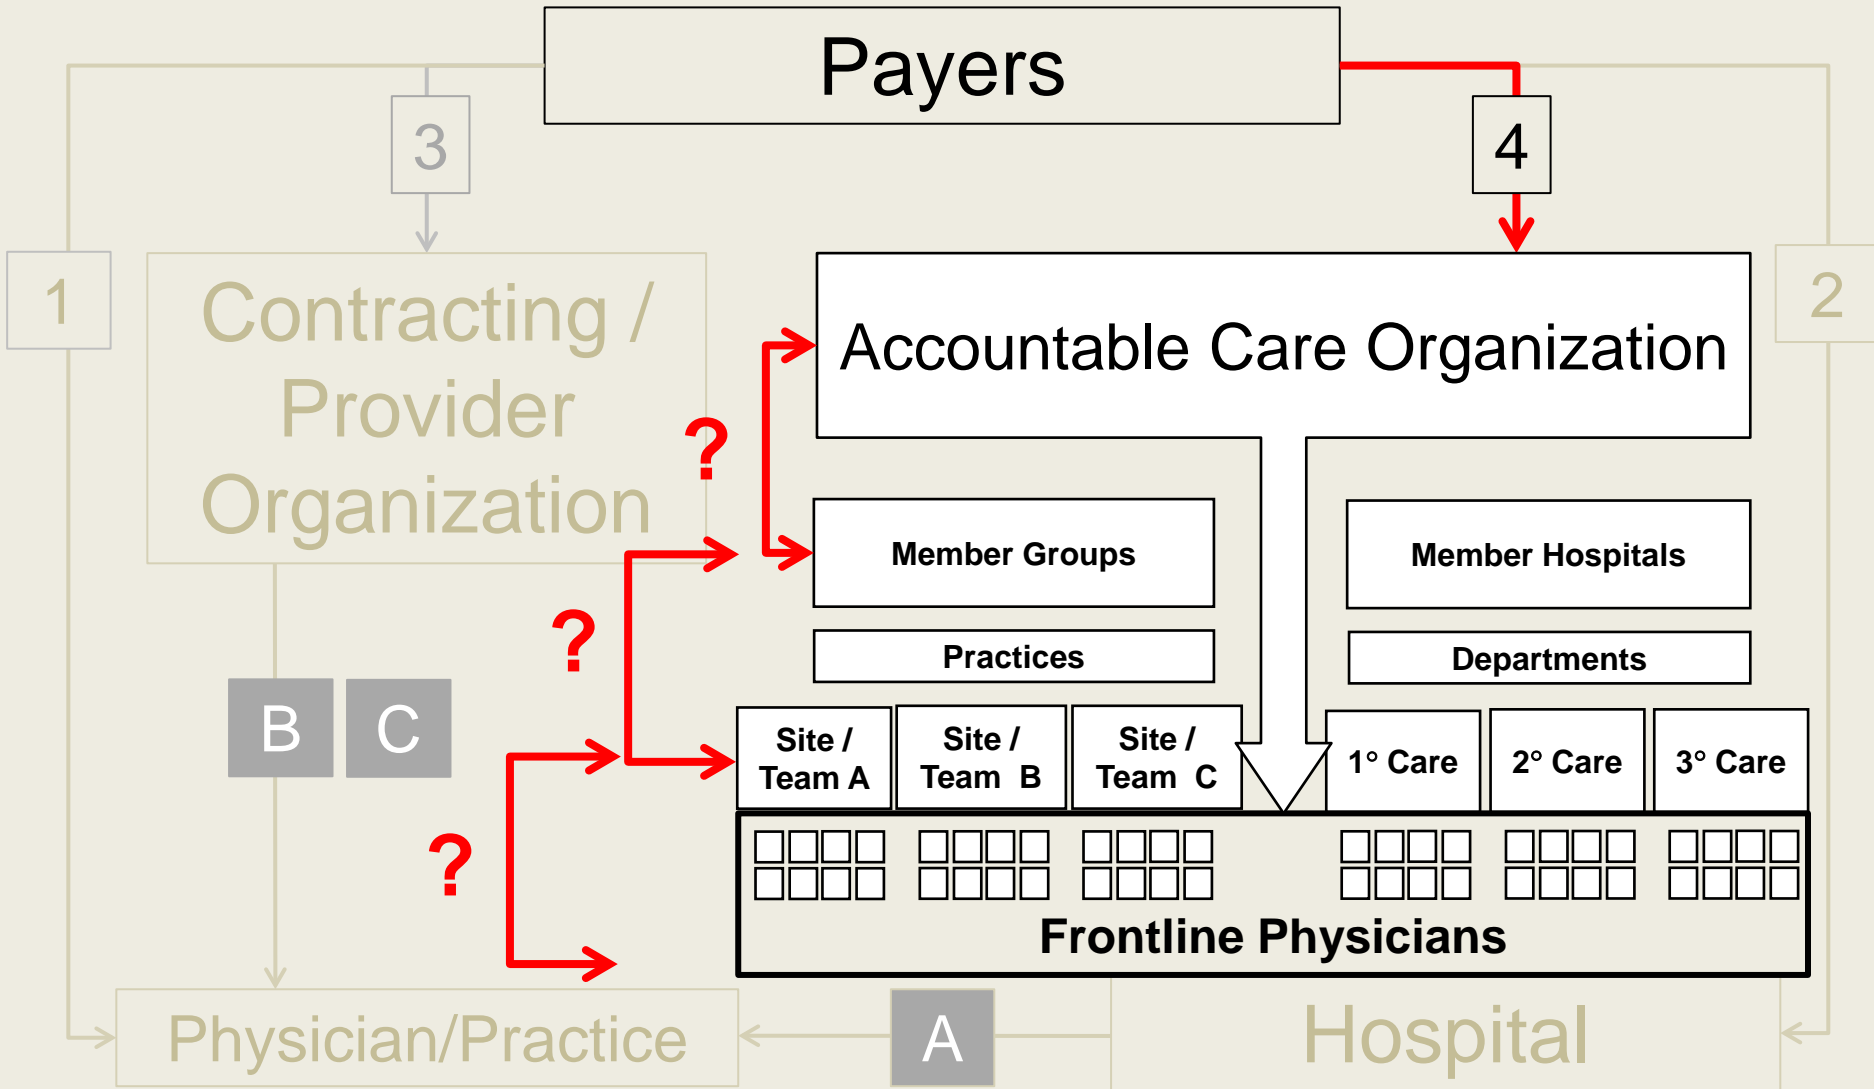 Payers
3
4
1
2
Contracting /
Provider
Organization
Accountable Care Organization
?
Member Groups
Member Hospitals
?
Practices
Departments
B
C
Site /
Team A
Site /
Team B
Site /
Team C
1° Care
2° Care
3° Care
?
Frontline Physicians
Physician/Practice
A
Hospital